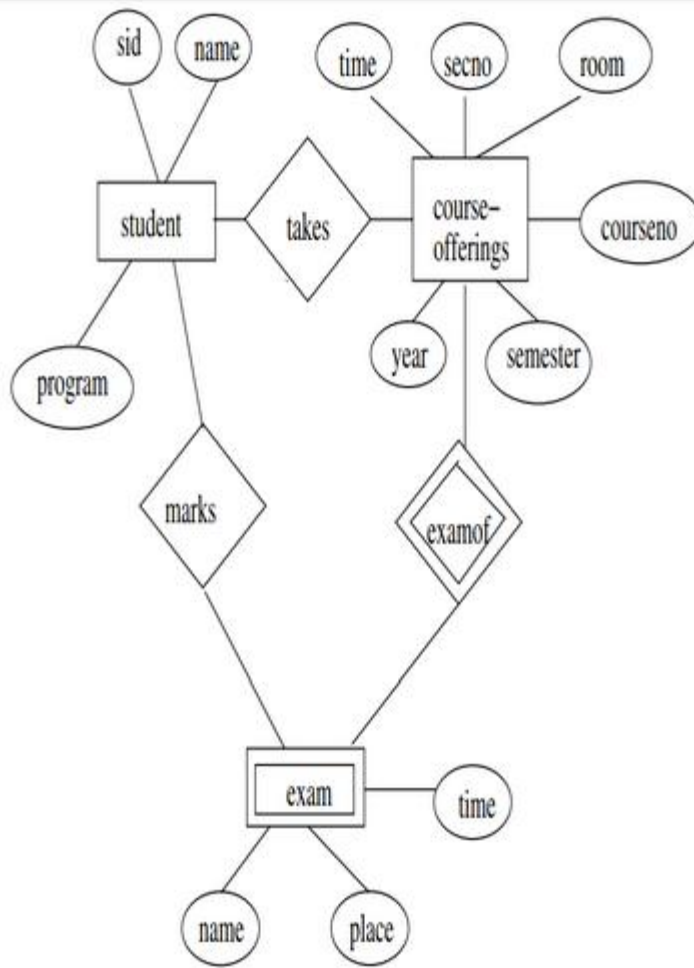 sid
name
time
secno
room
student
takes
course–
offerings
courseno
program
year
semester
marks
examof
exam
time
name
place